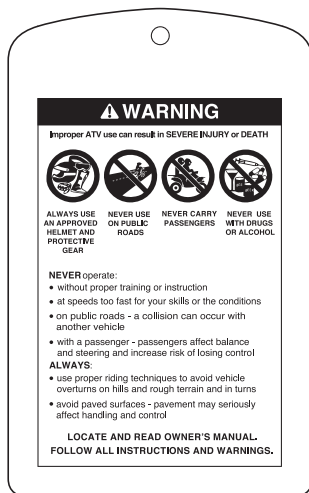 WARNING
Improper ATV use can result in SEVERE INJURY or DEATH
ALWAYS USE
AN APPROVED
HELMET AND
PROTECTIVE
GEAR
NEVER USE
ON PUBLIC
ROADS
NEVER CARRY
PASSENGERS
NEVER USE
WITH DRUGS
OR ALCOHOL
NEVER operate:
• without proper training or instruction
• at speeds too fast for your skills or the conditions
• on public roads - a collision can occur with
another vehicle
• with a passenger - passengers affect balance
and steering and increase risk of losing control
ALWAYS:
• use proper riding techniques to avoid vehicle
overturns on hills and rough terrain and in turns
• avoid paved surfaces - pavement may seriously
affect handling and control
LOCATE AND READ OWNER'S MANUAL.
FOLLOW ALL INSTRUCTIONS AND WARNINGS.